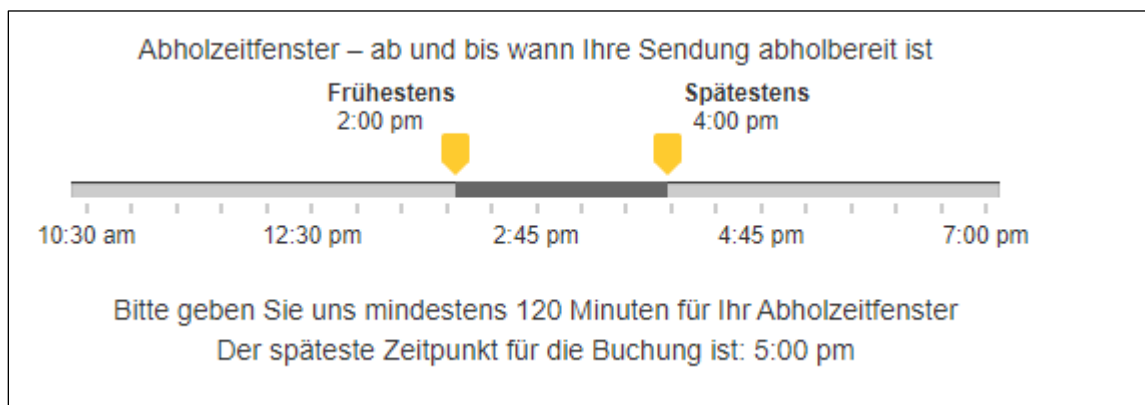 Abholzeitfenster – ab und bis wann Ihre Sendung abholbereit ist
Frühestens Spätestens
2:00 pm 4:00 pm
10:30 am 12:30 pm 2:45 pm 4:45 pm 7:00 pm
Bitte geben Sie uns mindestens 120 Minuten für Ihr Abholzeitfenster
Der späteste Zeitpunkt für die Buchung ist: 5:00 pm